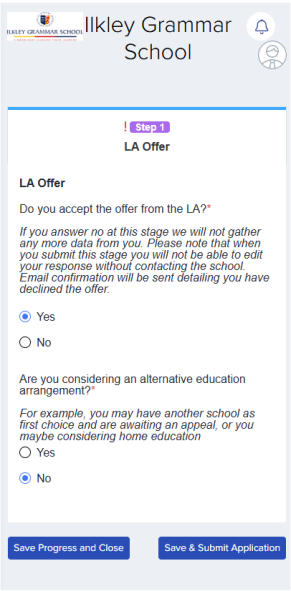 ILKLEY GRAMMAR SCHOOL
Ilkley Grammar
School
! Step 1
LA Offer
LA Offer
Do you accept the offer from the LA?*
If you answer no at this stage we will not gather
any more data from you. Please note that when
you submit this stage you will not be able to edit
your response without contacting the school.
Email confirmation will be sent detailing you have
declined the offer.
Yes
No
Are you considering an alternative education
arrangement?*
For example, you may have another school as
first choice and are awaiting an appeal, or you
maybe considering home education
Yes
No
Save Progress and Close
Save & Submit Application